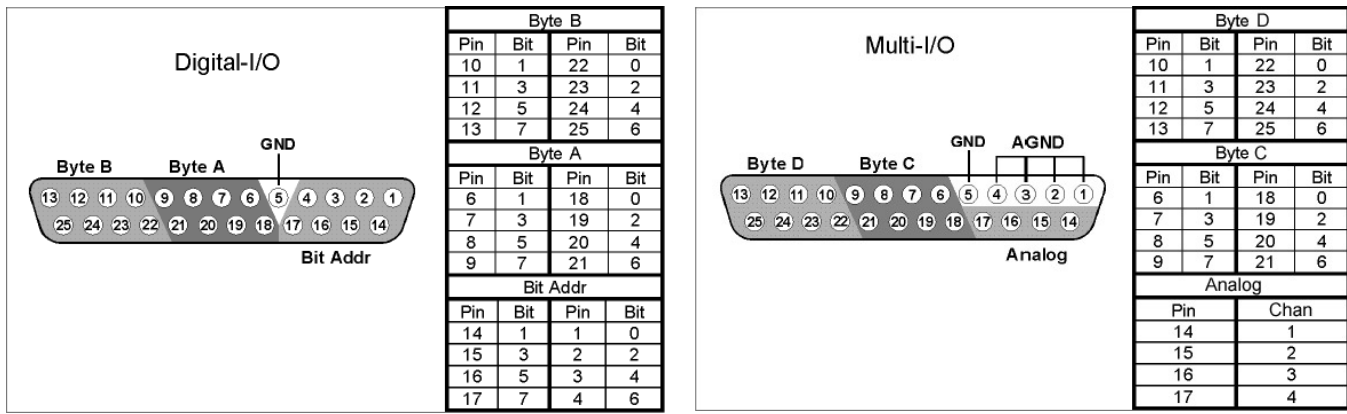 Digital-I/O
GND
Byte B Byte A
13 12 11 10 9 8 7 6 5 4 3 2 1
25 24 23 22 21 20 19 18 17 16 15 14
Bit Addr
Byte B
Pin Bit Pin Bit
10 1 22 0
11 3 23 2
12 5 24 4
13 7 25 6
Byte A
Pin Bit Pin Bit
6 1 18 0
7 3 19 2
8 5 20 4
9 7 21 6
Bit Addr
Pin Bit Pin Bit
14 1 1 0
15 3 2 2
16 5 3 4
17 7 4 6
Multi-I/O
GND AGND
Byte D Byte C
13 12 11 10 9 8 7 6 5 4 3 2 1
25 24 23 22 21 20 19 18 17 16 15 14
Analog
Byte D
Pin Bit Pin Bit
10 1 22 0
11 3 23 2
12 5 24 4
13 7 25 6
Byte C
Pin Bit Pin Bit
6 1 18 0
7 3 19 2
8 5 20 4
9 7 21 6
Analog
Pin Chan
14 1
15 2
16 3
17 4